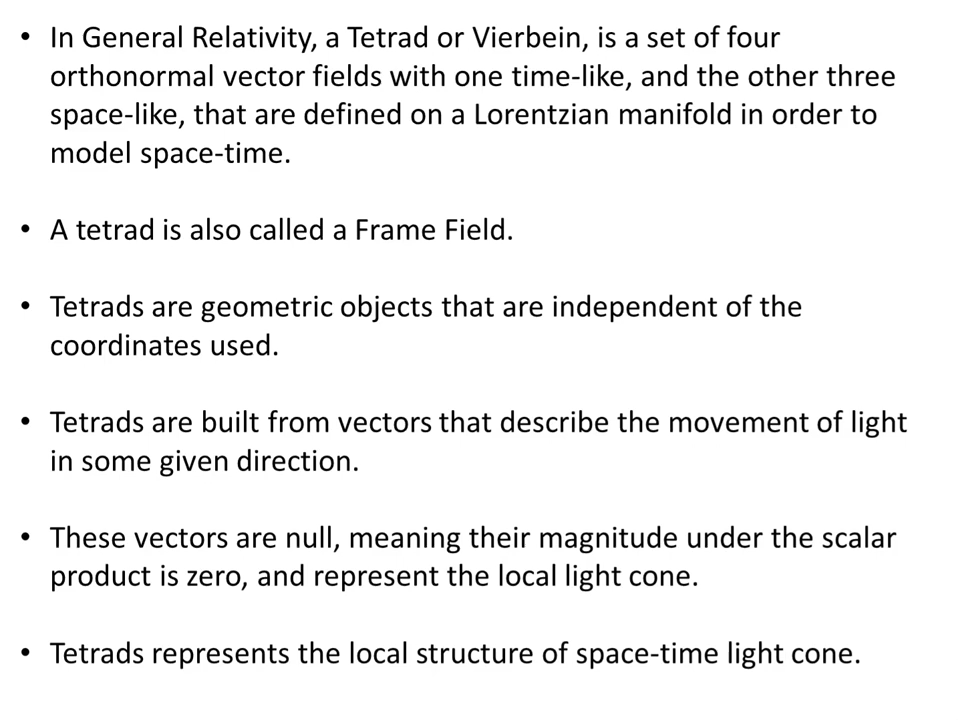 • In General Relativity, a Tetrad or Vierbein, is a set of four
orthonormal vector fields with one time-like, and the other three
space-like, that are defined on a Lorentzian manifold in order to
model space-time.
• A tetrad is also called a Frame Field.
• Tetrads are geometric objects that are independent of the
coordinates used.
• Tetrads are built from vectors that describe the movement of light
in some given direction.
• These vectors are null, meaning their magnitude under the scalar
product is zero, and represent the local light cone.
• Tetrads represents the local structure of space-time light cone.